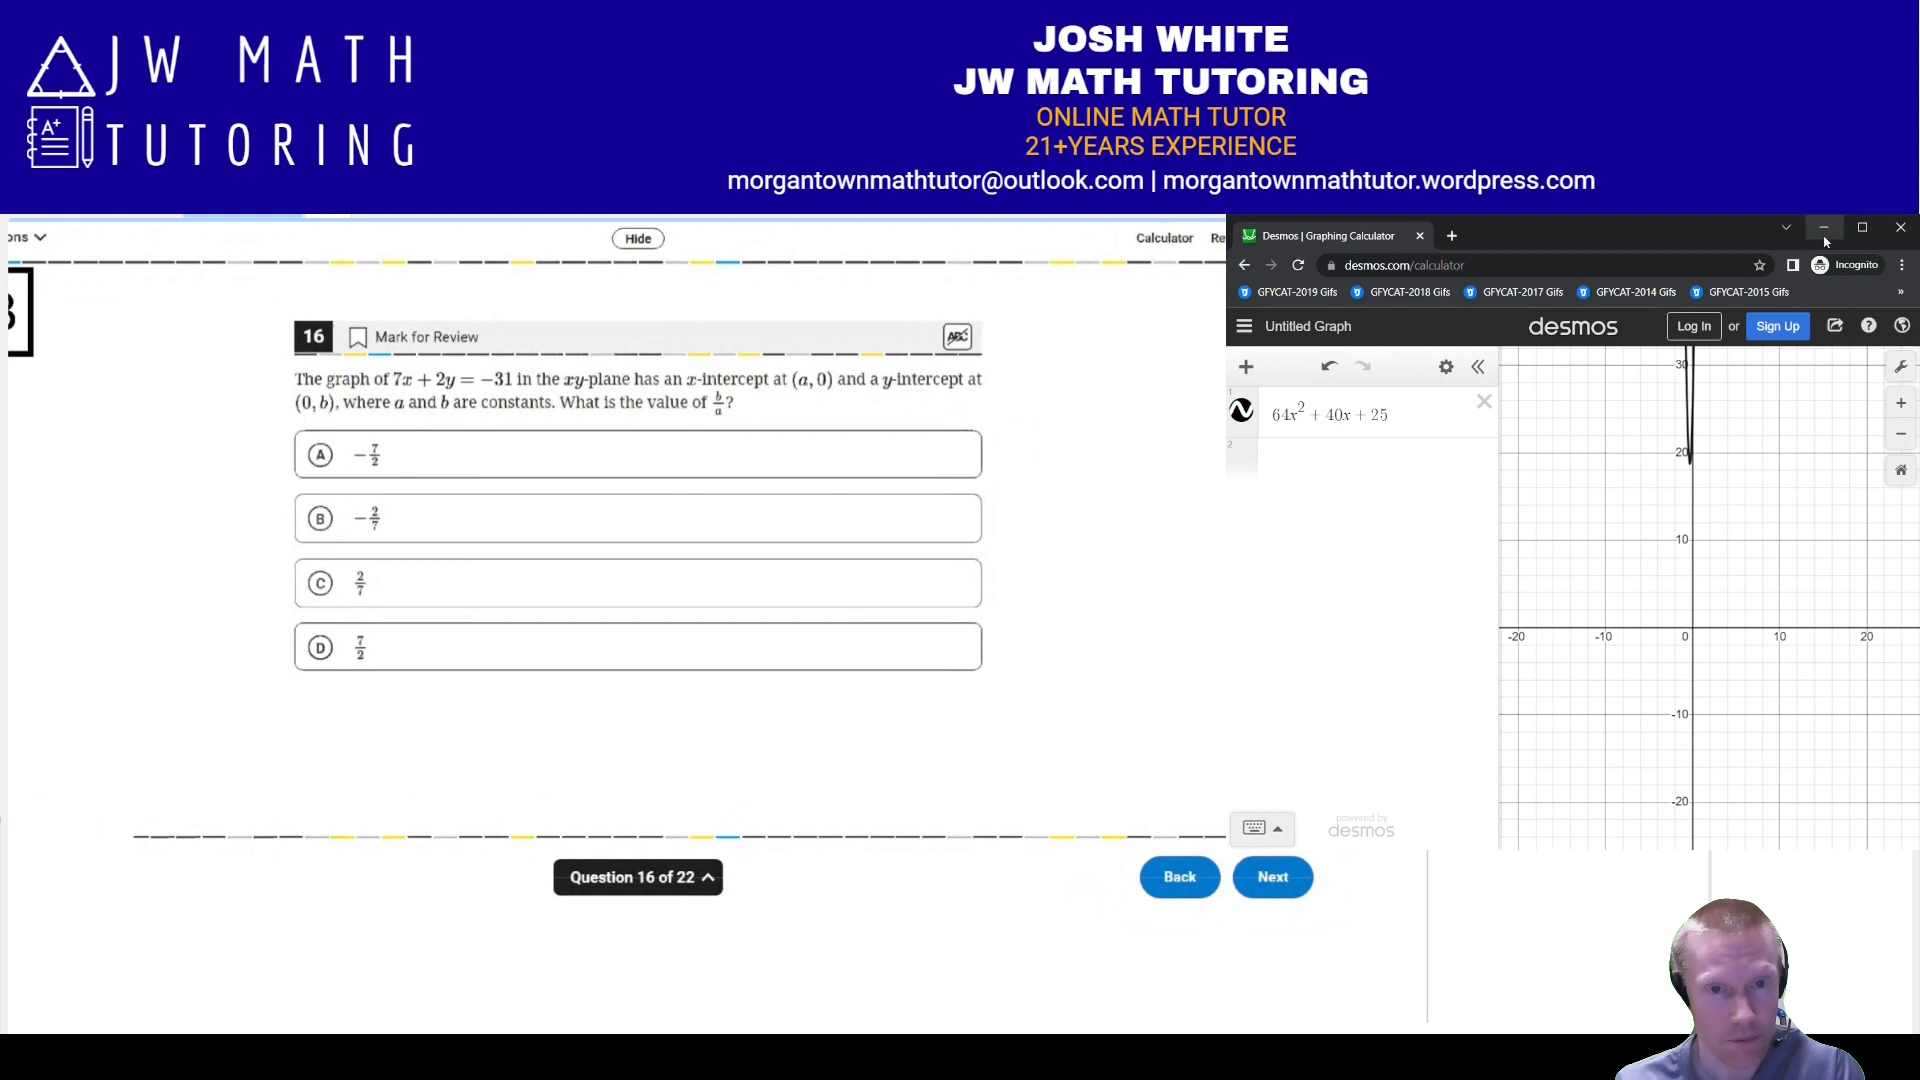 JW MATH
TUTORING
A+
JOSH WHITE
JW MATH TUTORING
ONLINE MATH TUTOR
21+YEARS EXPERIENCE
morgantownmathtutor@outlook.com | morgantownmathtutor.wordpress.com
ons
Hide
Calculator Re
16 Mark for Review ABC
The graph of 7x + 2y = −31 in the xy-plane has an x-intercept at (a, 0) and a y-intercept at
(0, b), where a and b are constants. What is the value of b/a?
A −7/2
B −2/7
C 2/7
D 7/2
Question 16 of 22
Back Next
Desmos | Graphing Calculator
desmos.com/calculator
Incognito
GFYCAT-2019 Gifs GFYCAT-2018 Gifs GFYCAT-2017 Gifs GFYCAT-2014 Gifs GFYCAT-2015 Gifs »
Untitled Graph desmos Log In or Sign Up
1
64x² + 40x + 25
2
30
20
10
-20 -10 0 10 20
-10
-20
powered by
desmos